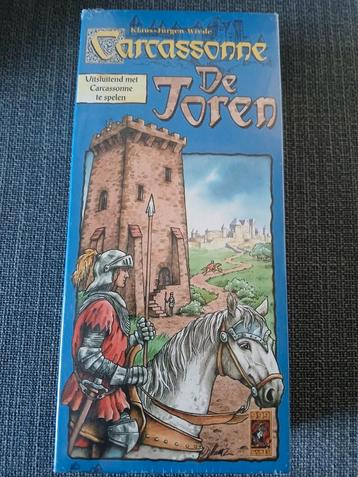 Klaus-Jürgen Wrede
Carcassonne
Uitsluitend met
Carcassonne
te spelen
De
Toren